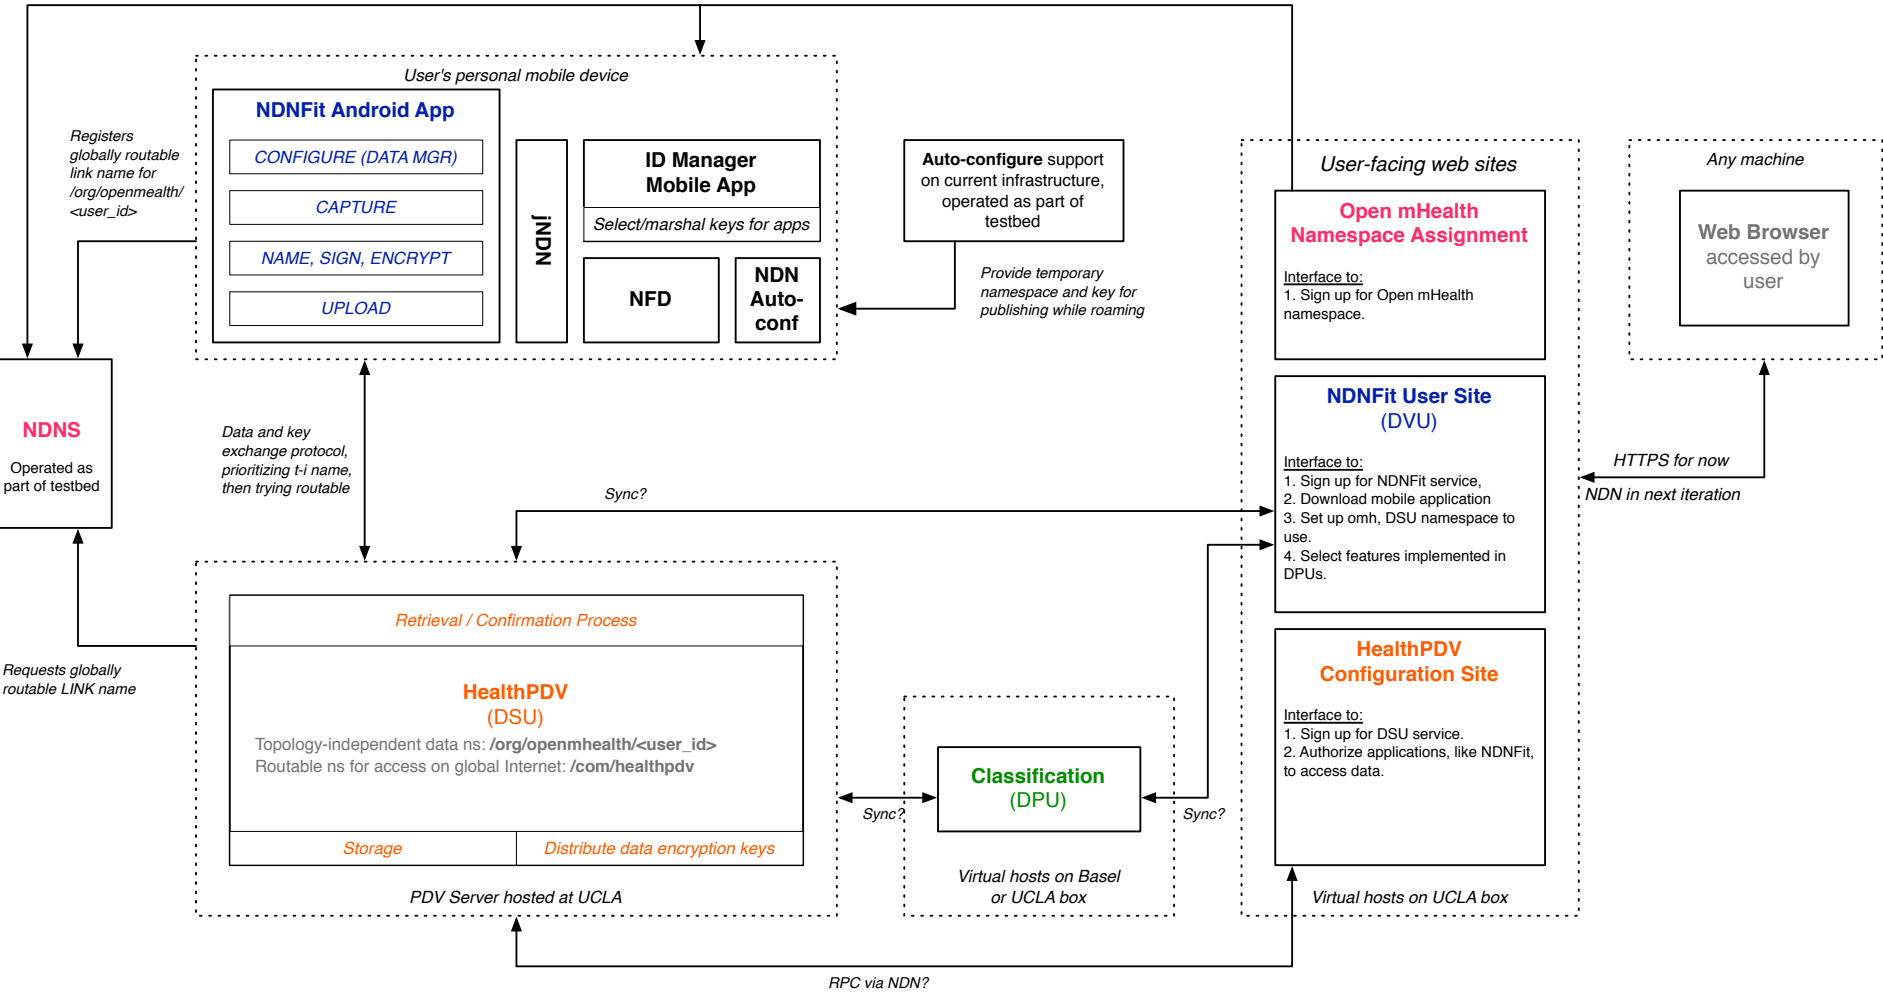 User's personal mobile device
NDNFit Android App
CONFIGURE (DATA MGR)
CAPTURE
NAME, SIGN, ENCRYPT
UPLOAD
jNDN
ID Manager
Mobile App
Select/marshal keys for apps
NFD
NDN
Auto-
conf
Registers
globally routable
link name for
/org/openmealth/
<user_id>
Auto-configure support
on current infrastructure,
operated as part of
testbed
Provide temporary
namespace and key for
publishing while roaming
User-facing web sites
Open mHealth
Namespace Assignment
Interface to:
1. Sign up for Open mHealth
namespace.
Any machine
Web Browser
accessed by
user
NDNS
Operated as
part of testbed
Data and key
exchange protocol,
prioritizing t-i name,
then trying routable
Sync?
NDNFit User Site
(DVU)
Interface to:
1. Sign up for NDNFit service,
2. Download mobile application
3. Set up omh, DSU namespace to
use.
4. Select features implemented in
DPUs.
HTTPS for now
NDN in next iteration
Requests globally
routable LINK name
Retrieval / Confirmation Process
HealthPDV
(DSU)
Topology-independent data ns: /org/openmhealth/<user_id>
Routable ns for access on global Internet: /com/healthpdv
Storage
Distribute data encryption keys
PDV Server hosted at UCLA
Sync?
Classification
(DPU)
Sync?
Virtual hosts on Basel
or UCLA box
HealthPDV
Configuration Site
Interface to:
1. Sign up for DSU service.
2. Authorize applications, like NDNFit,
to access data.
Virtual hosts on UCLA box
RPC via NDN?